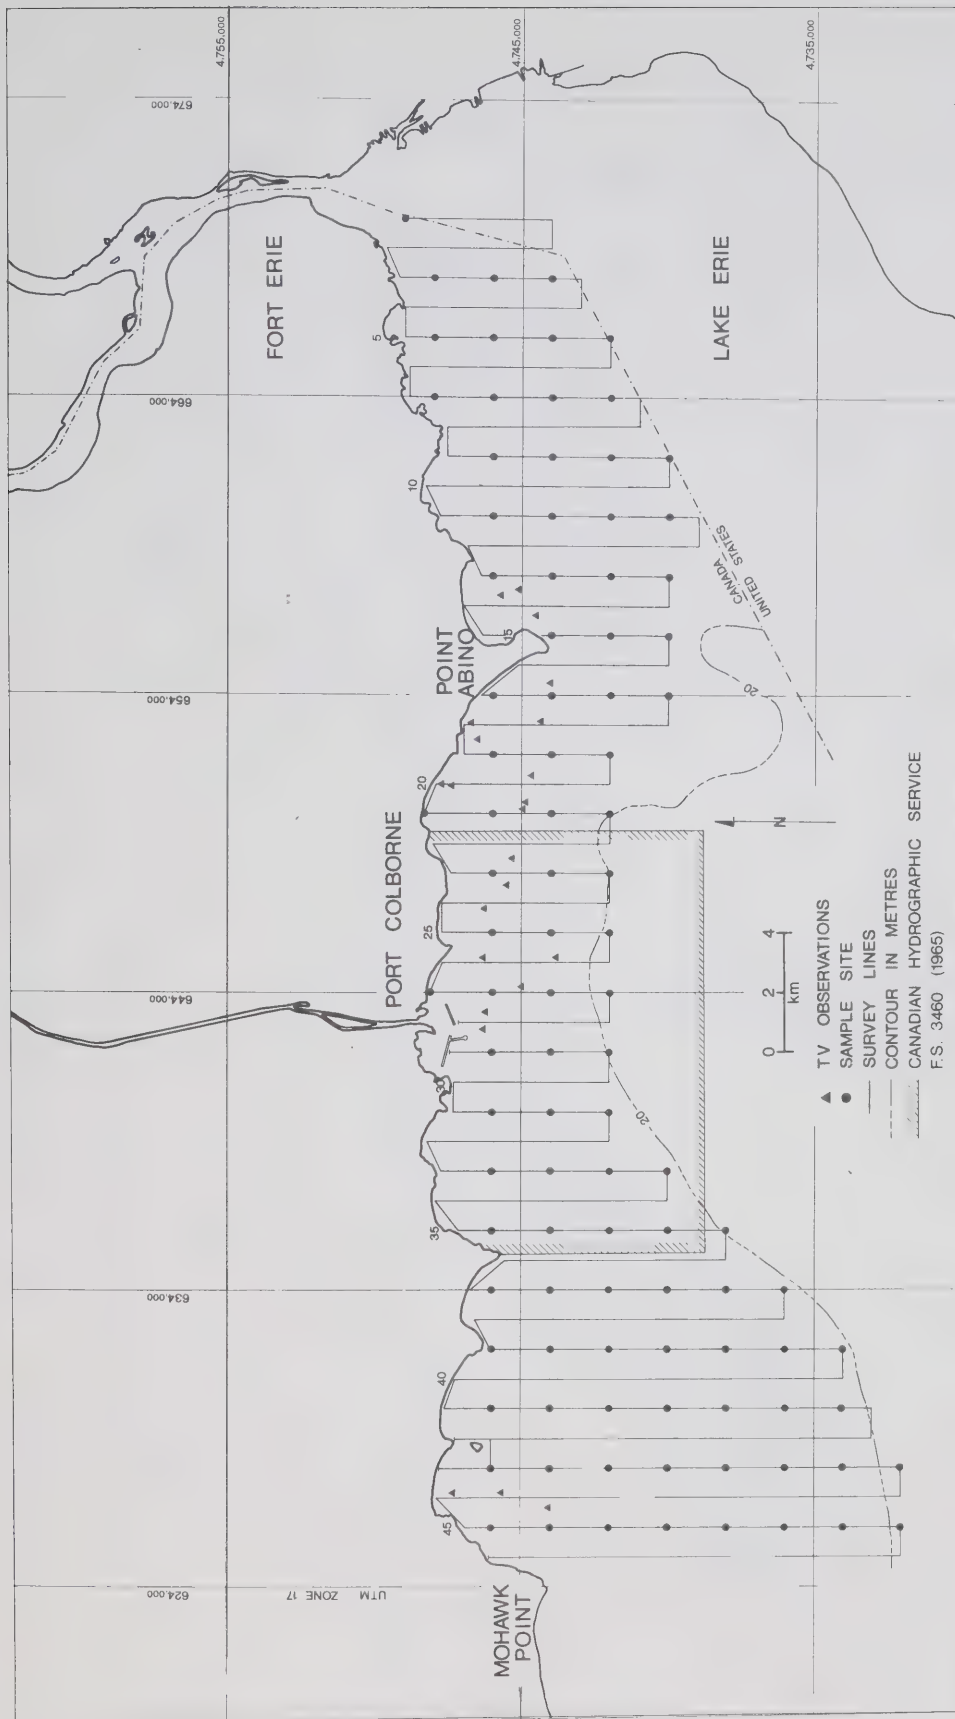 4,755,000
4,745,000
4,735,000
674,000
664,000
654,000
644,000
634,000
624,000
UTM ZONE 17
FORT ERIE
LAKE ERIE
5
10
CANADA
UNITED STATES
POINT
ABINO
15
20
20
PORT COLBORNE
25
30
20
35
40
45
MOHAWK
POINT
N
0 2 4
km
TV OBSERVATIONS
SAMPLE SITE
SURVEY LINES
CONTOUR IN METRES
CANADIAN HYDROGRAPHIC SERVICE
F.S. 3460 (1965)